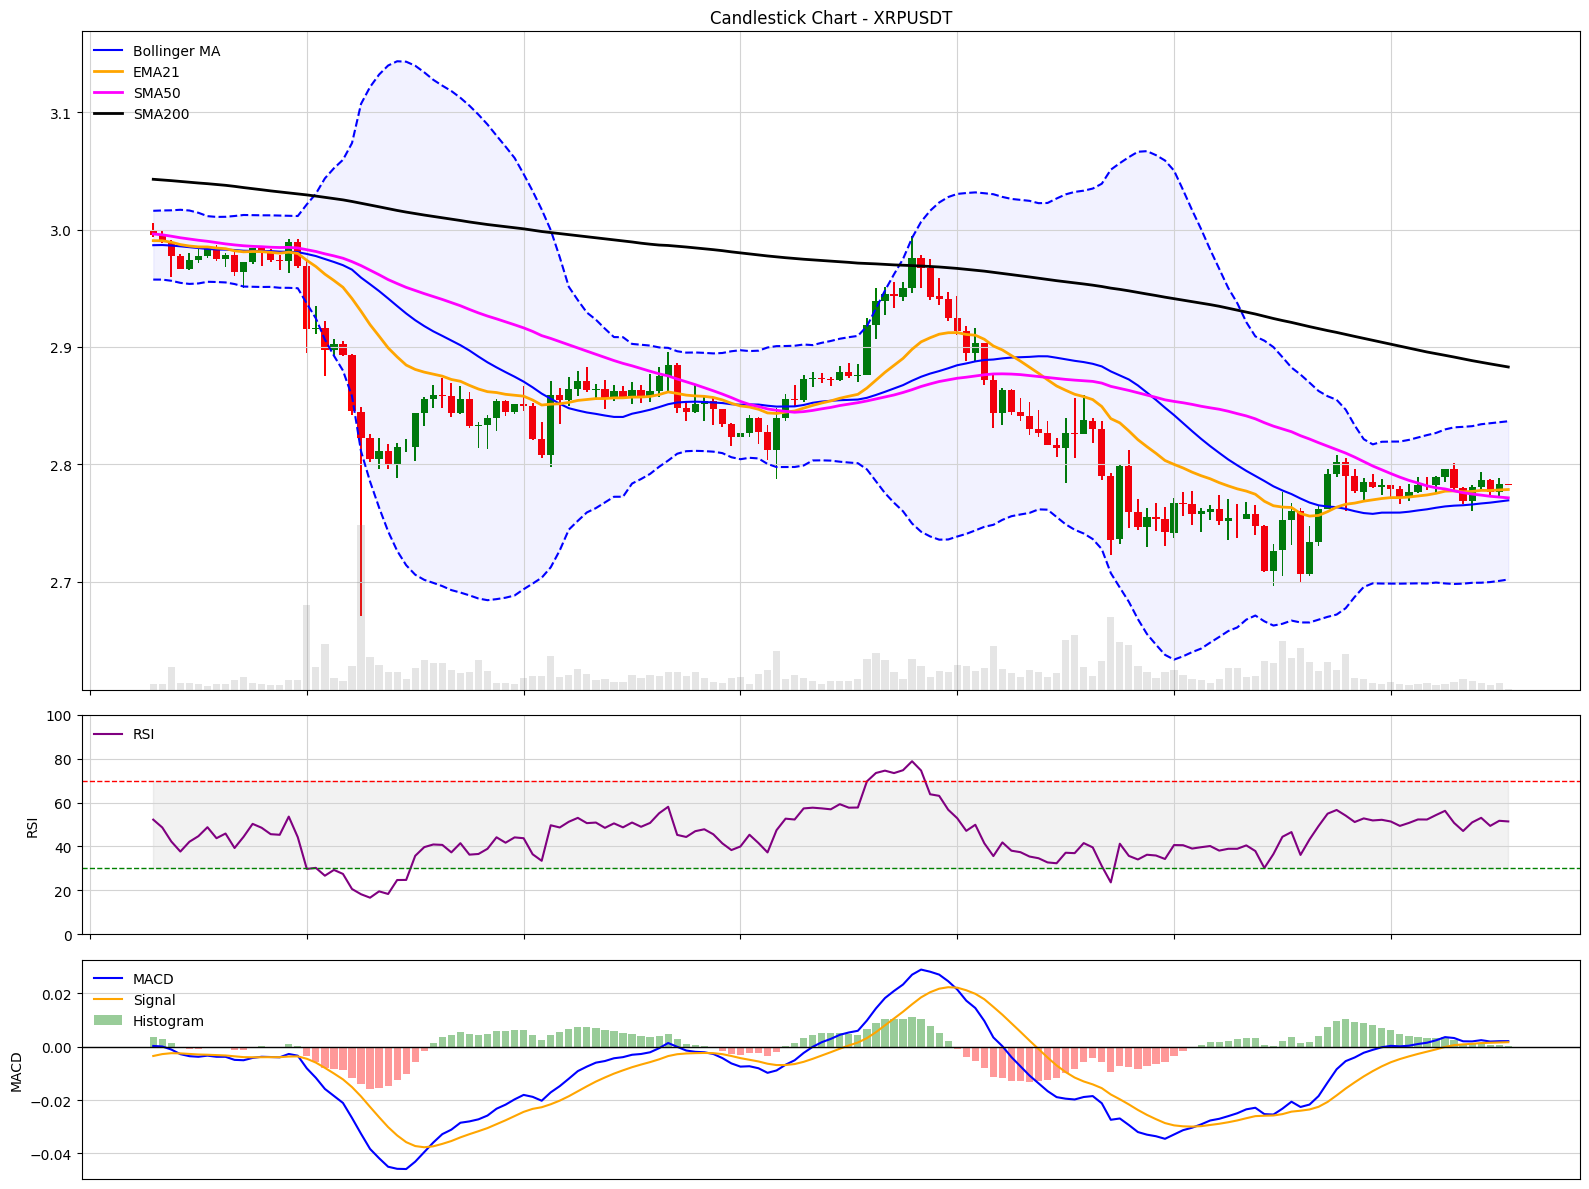 Candlestick Chart - XRPUSDT
Bollinger MA
EMA21
SMA50
SMA200
3.1
3.0
2.9
2.8
2.7
RSI
100
80
60
40
20
0
RSI
MACD
Signal
Histogram
0.02
0.00
−0.02
−0.04
MACD